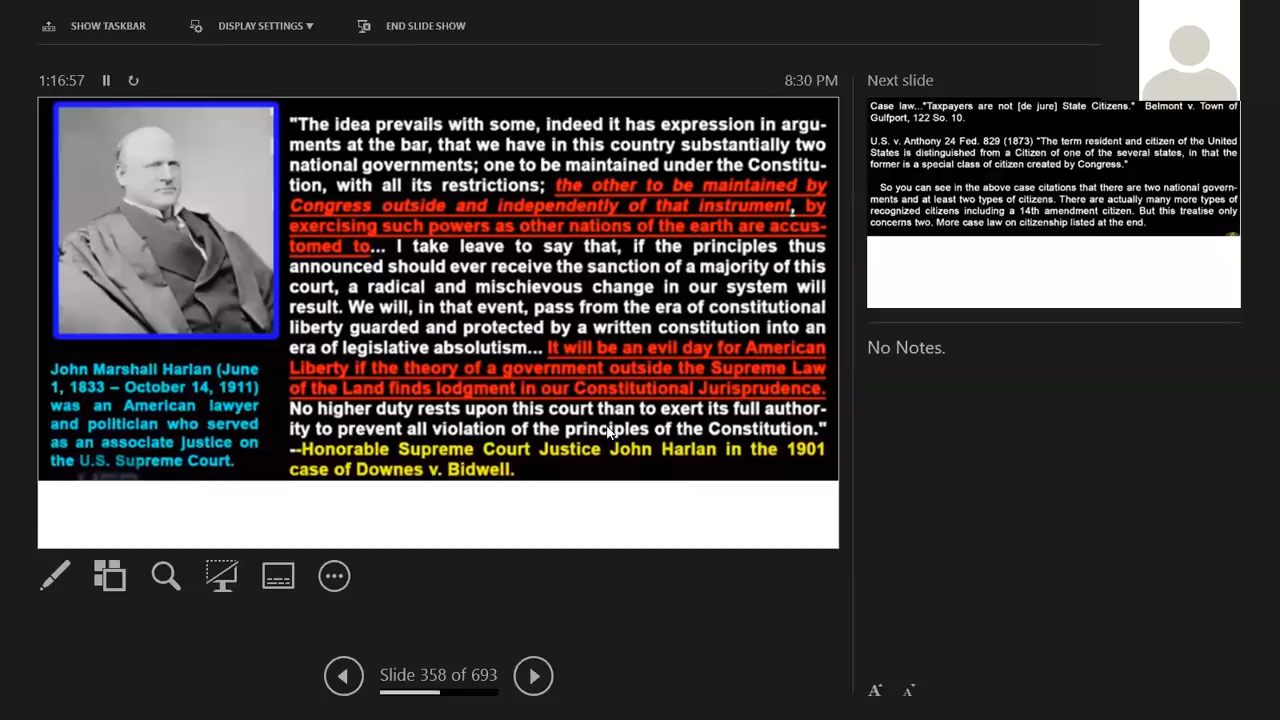 SHOW TASKBAR
DISPLAY SETTINGS ▼
END SLIDE SHOW
1:16:57
8:30 PM
"The idea prevails with some, indeed it has expression in argu-
ments at the bar, that we have in this country substantially two
national governments; one to be maintained under the Constitu-
tion, with all its restrictions; the other to be maintained by
Congress outside and independently of that instrument, by
exercising such powers as other nations of the earth are accus-
tomed to... I take leave to say that, if the principles thus
announced should ever receive the sanction of a majority of this
court, a radical and mischievous change in our system will
result. We will, in that event, pass from the era of constitutional
liberty guarded and protected by a written constitution into an
era of legislative absolutism... It will be an evil day for American
Liberty if the theory of a government outside the Supreme Law
of the Land finds lodgment in our Constitutional Jurisprudence.
No higher duty rests upon this court than to exert its full author-
ity to prevent all violation of the principles of the Constitution."
--Honorable Supreme Court Justice John Harlan in the 1901
case of Downes v. Bidwell.
John Marshall Harlan (June
1, 1833 – October 14, 1911)
was an American lawyer
and politician who served
as an associate justice on
the U.S. Supreme Court.
Slide 358 of 693
Next slide
Case law..."Taxpayers are not [de jure] State Citizens." Belmont v. Town of
Gulfport, 122 So. 10.
U.S. v. Anthony 24 Fed. 829 (1873) "The term resident and citizen of the United
States is distinguished from a Citizen of one of the several states, in that the
former is a special class of citizen created by Congress."
So you can see in the above case citations that there are two national govern-
ments and at least two types of citizens. There are actually many more types of
recognized citizens including a 14th amendment citizen. But this treatise only
concerns two. More case law on citizenship listed at the end.
No Notes.
A A